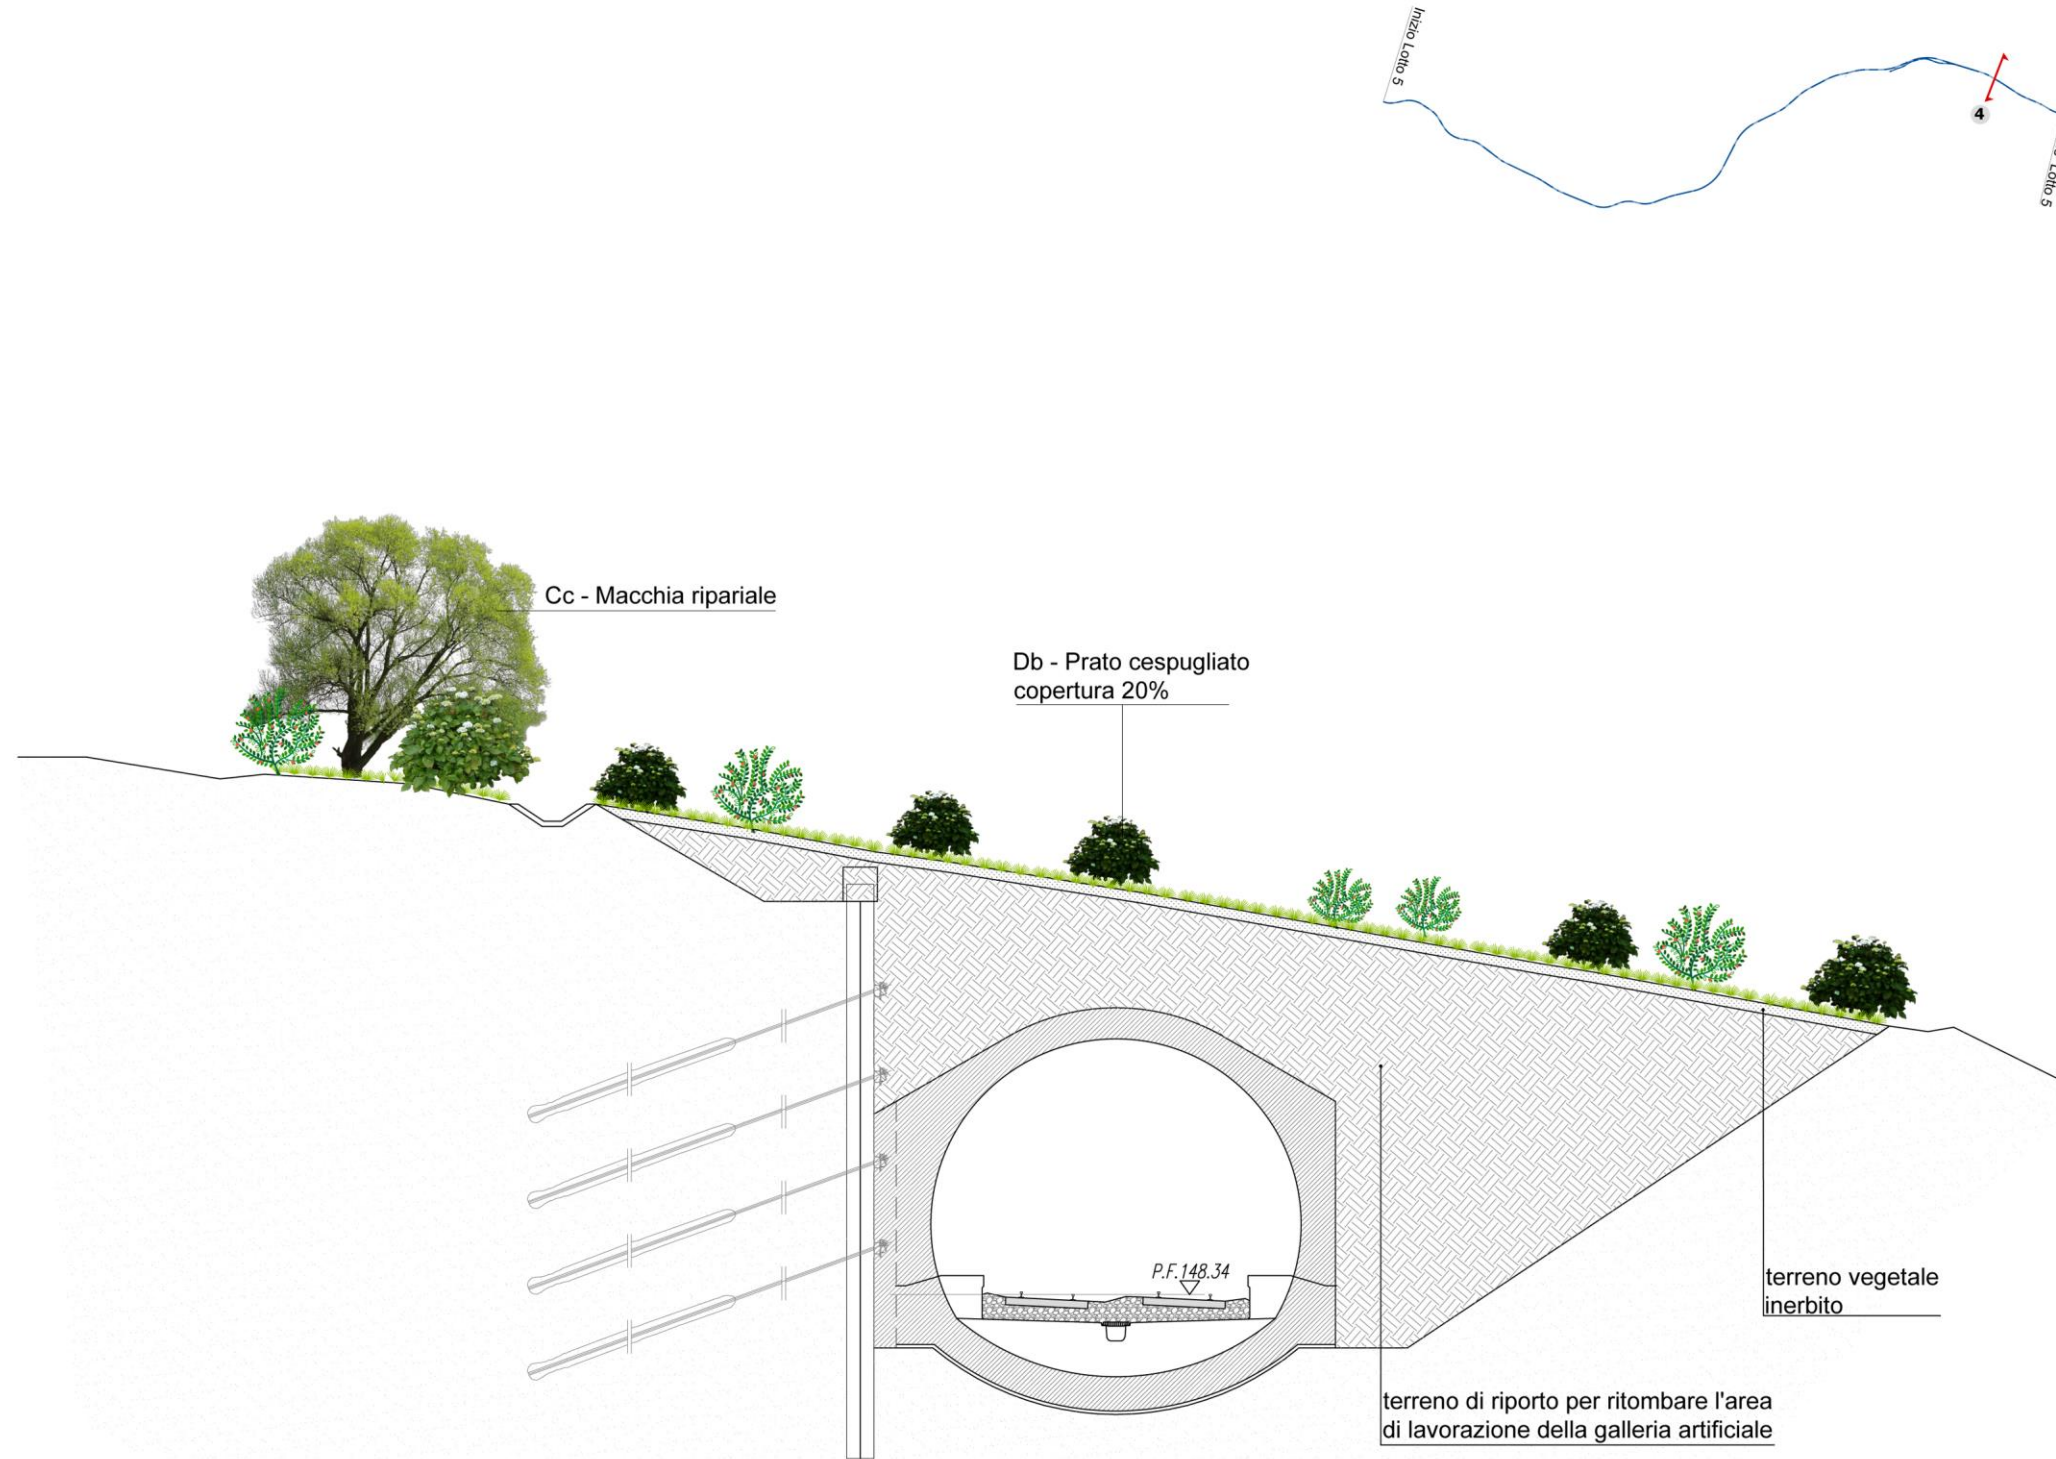 Inizio Lotto 5
4
Lotto 5
Cc - Macchia ripariale
Db - Prato cespugliato
copertura 20%
P.F.148.34
terreno vegetale
inerbito
terreno di riporto per ritombare l'area
di lavorazione della galleria artificiale